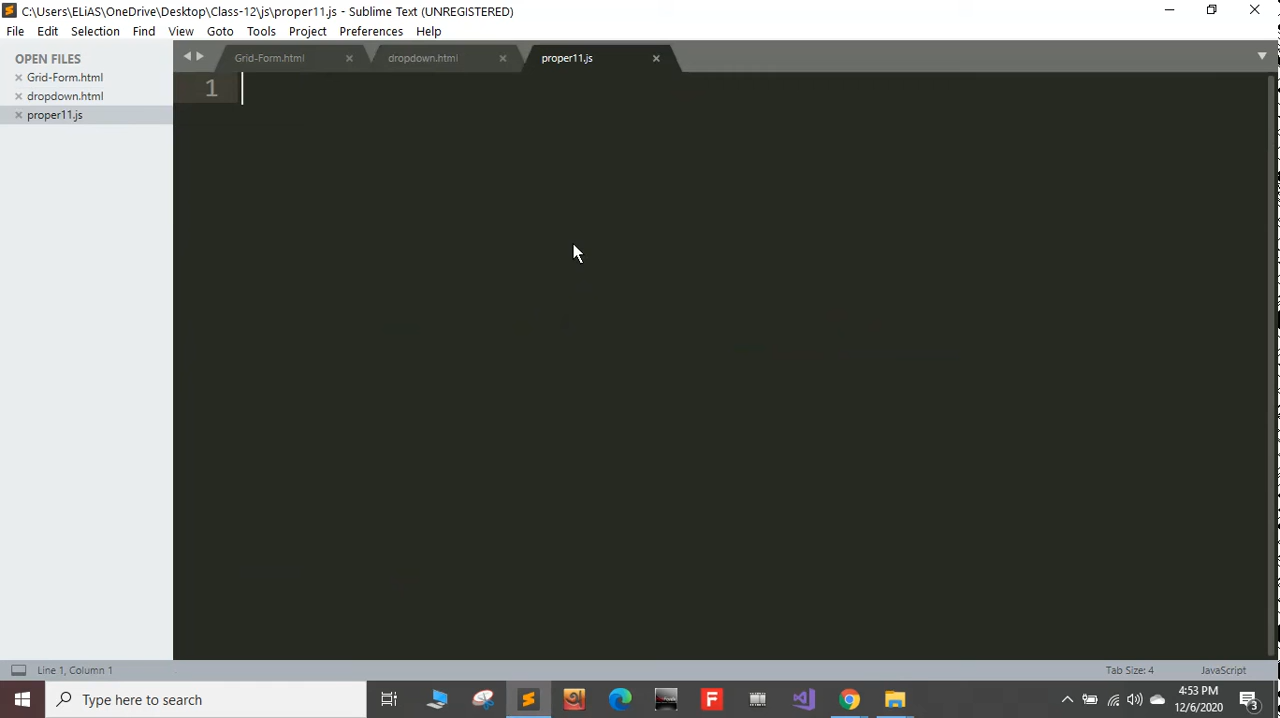 C:\Users\ELiAS\OneDrive\Desktop\Class-12\js\proper11.js - Sublime Text (UNREGISTERED)
File Edit Selection Find View Goto Tools Project Preferences Help
OPEN FILES
Grid-Form.html
dropdown.html
proper11.js
Grid-Form.html dropdown.html proper11.js
1
Line 1, Column 1 Tab Size: 4 JavaScript
Type here to search
4:53 PM
12/6/2020
3